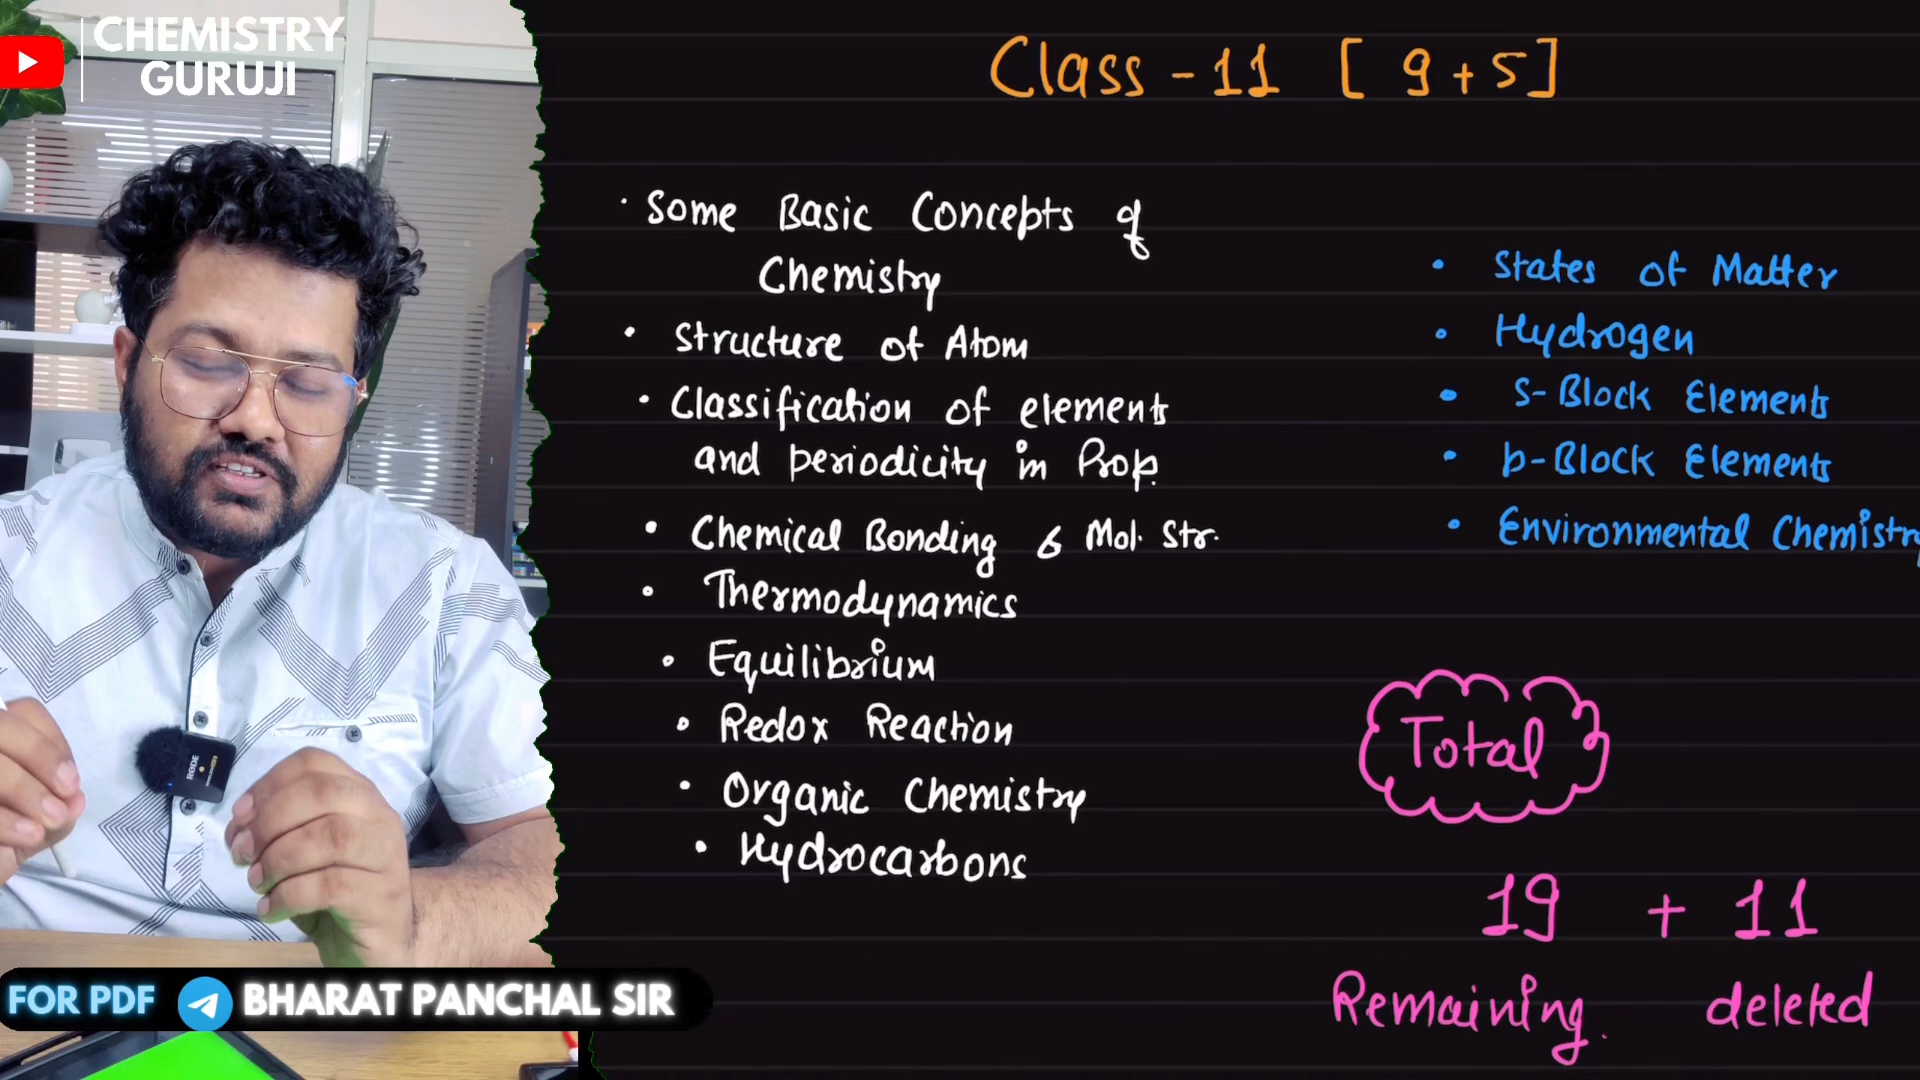 CHEMISTRY
GURUJI
Class - 11 [ 9 + 5 ]
• Some Basic Concepts of
Chemistry
• Structure of Atom
• Classification of elements
and periodicity in Prop.
• Chemical Bonding & Mol. Str.
• Thermodynamics
• Equilibrium
• Redox Reaction
• Organic Chemistry
• Hydrocarbons
• States of Matter
• Hydrogen
• S-Block Elements
• p-Block Elements
• Environmental Chemistry
Total
19 + 11
Remaining. deleted
RODE
FOR PDF BHARAT PANCHAL SIR